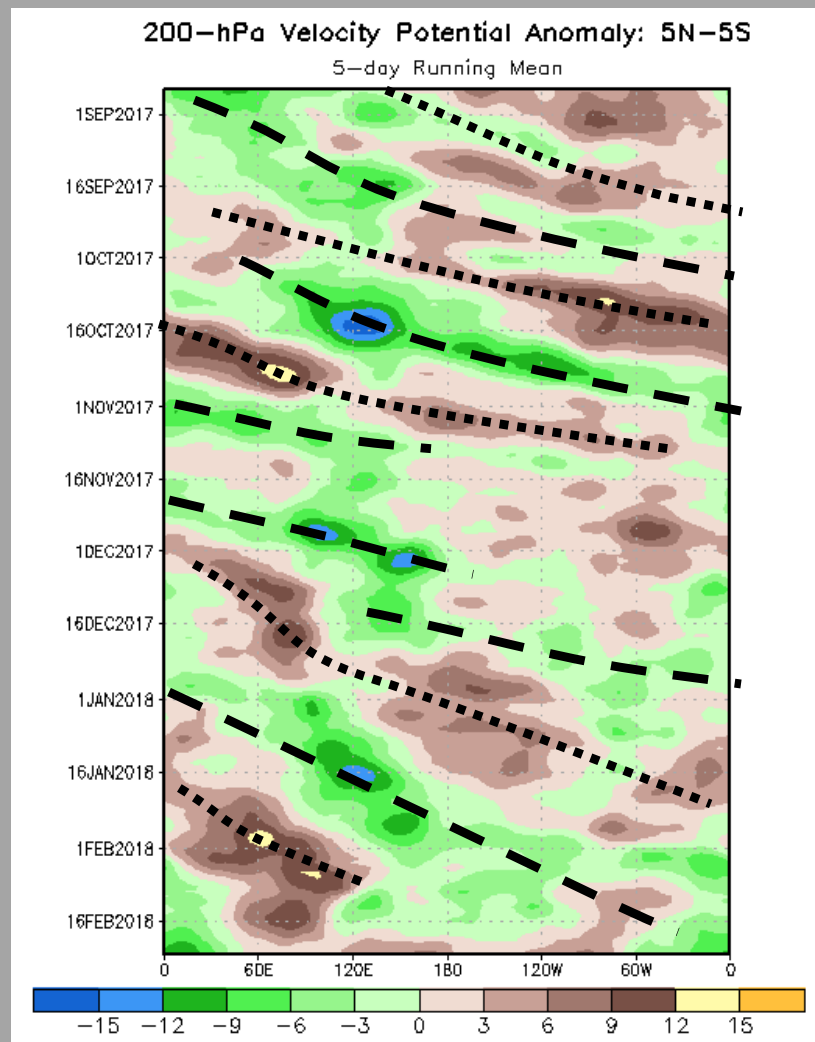 200-hPa Velocity Potential Anomaly: 5N-5S
5-day Running Mean
1SEP2017
16SEP2017
1OCT2017
16OCT2017
1NOV2017
16NOV2017
1DEC2017
16DEC2017
1JAN2018
16JAN2018
1FEB2018
16FEB2018
0 60E 120E 180 120W 60W 0
-15 -12 -9 -6 -3 0 3 6 9 12 15